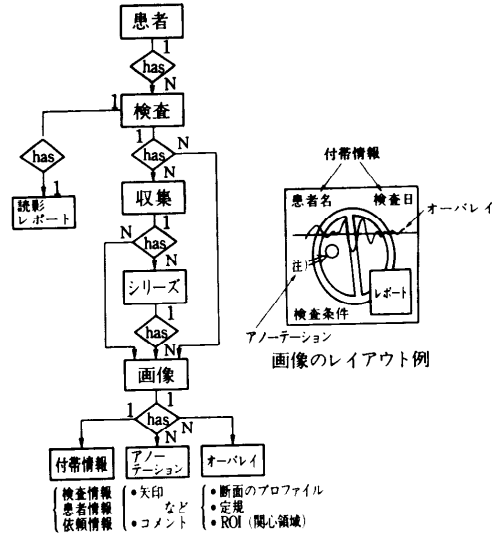 患者
1
has
N
1
検査
has
1
has
N
N
1
読影
レポート
収集
N
1
has
N
シリーズ
1
has
N
N
画像
1
1
has
N
N
N
付帯情報
アノー
テーション
オーバレイ
検査情報
患者情報
依頼情報
•矢印
など
•コメント
•断面のプロファイル
•定規
•ROI（関心領域）
付帯情報
患者名
検査日
オーバレイ
注）
レポート
検査条件
アノーテーション
画像のレイアウト例